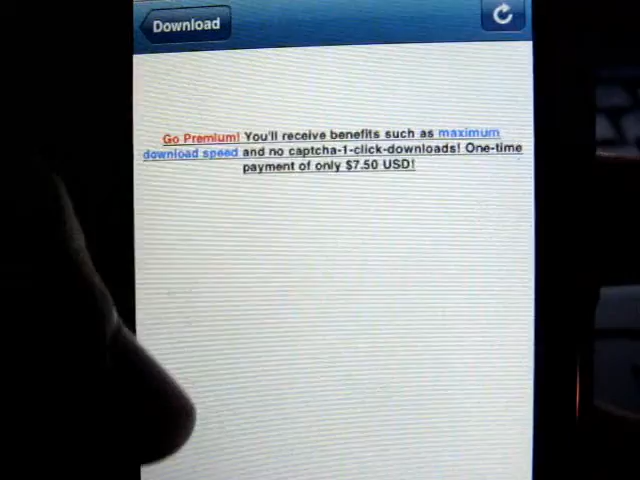 Download
Go Premium! You'll receive benefits such as maximum
download speed and no captcha-1-click-downloads! One-time
payment of only $7.50 USD!